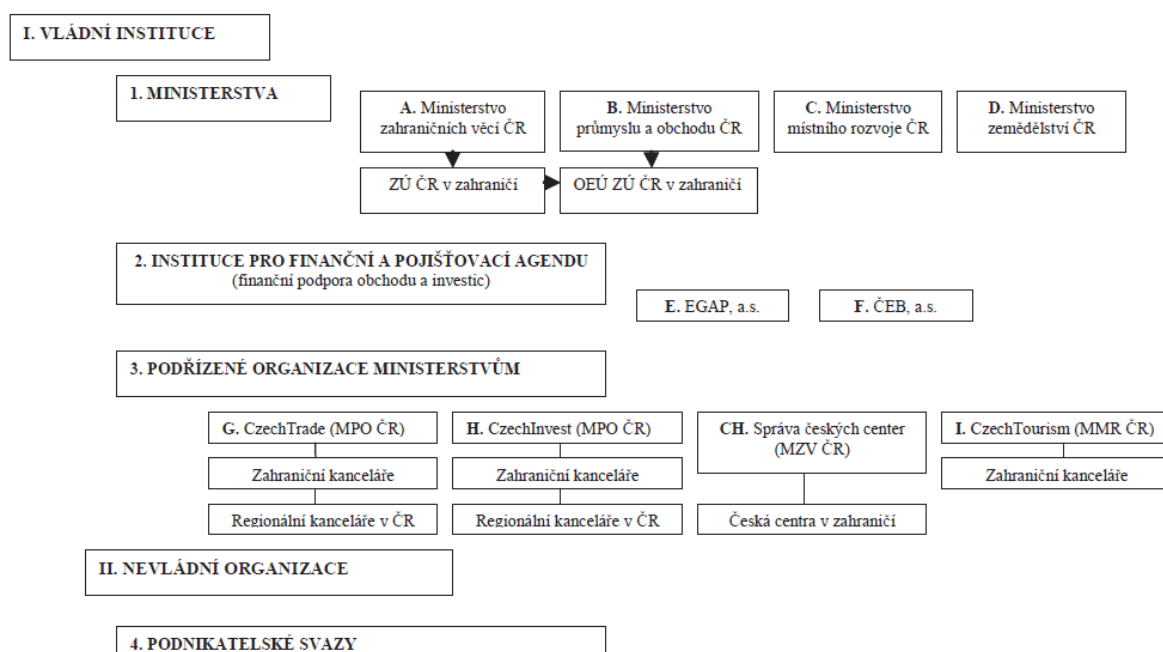 I. VLÁDNÍ INSTITUCE
1. MINISTERSTVA
A. Ministerstvo
zahraničních věcí ČR
B. Ministerstvo
průmyslu a obchodu ČR
C. Ministerstvo
místního rozvoje ČR
D. Ministerstvo
zemědělství ČR
ZÚ ČR v zahraničí
OEÚ ZÚ ČR v zahraničí
2. INSTITUCE PRO FINANČNÍ A POJIŠŤOVACÍ AGENDU
(finanční podpora obchodu a investic)
E. EGAP, a.s.
F. ČEB, a.s.
3. PODŘÍZENÉ ORGANIZACE MINISTERSTVŮM
G. CzechTrade (MPO ČR)
Zahraniční kanceláře
Regionální kanceláře v ČR
H. CzechInvest (MPO ČR)
Zahraniční kanceláře
Regionální kanceláře v ČR
CH. Správa českých center
(MZV ČR)
Česká centra v zahraničí
I. CzechTourism (MMR ČR)
Zahraniční kanceláře
II. NEVLÁDNÍ ORGANIZACE
4. PODNIKATELSKÉ SVAZY